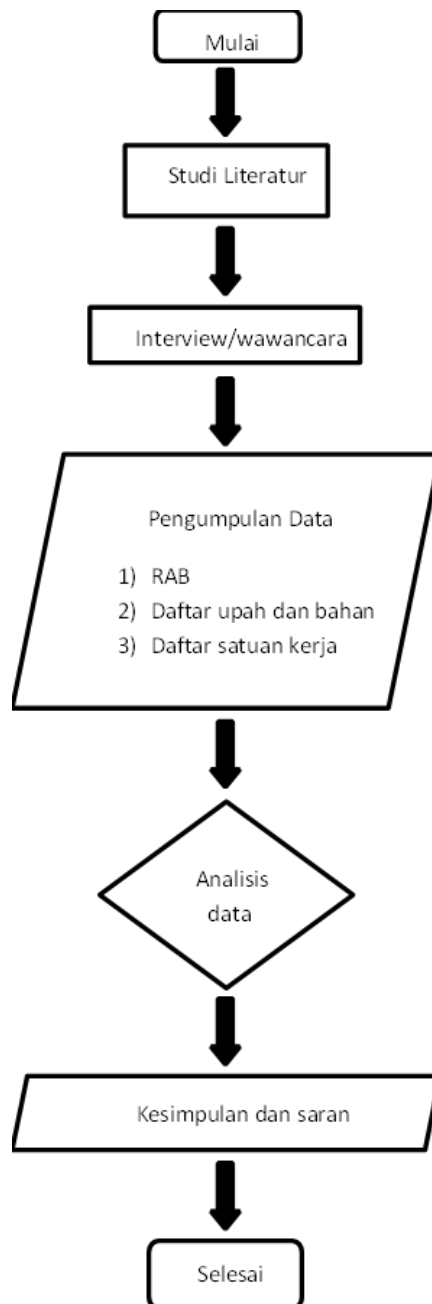 Mulai
Studi Literatur
Interview/wawancara
Pengumpulan Data
1) RAB
2) Daftar upah dan bahan
3) Daftar satuan kerja
Analisis
data
Kesimpulan dan saran
Selesai